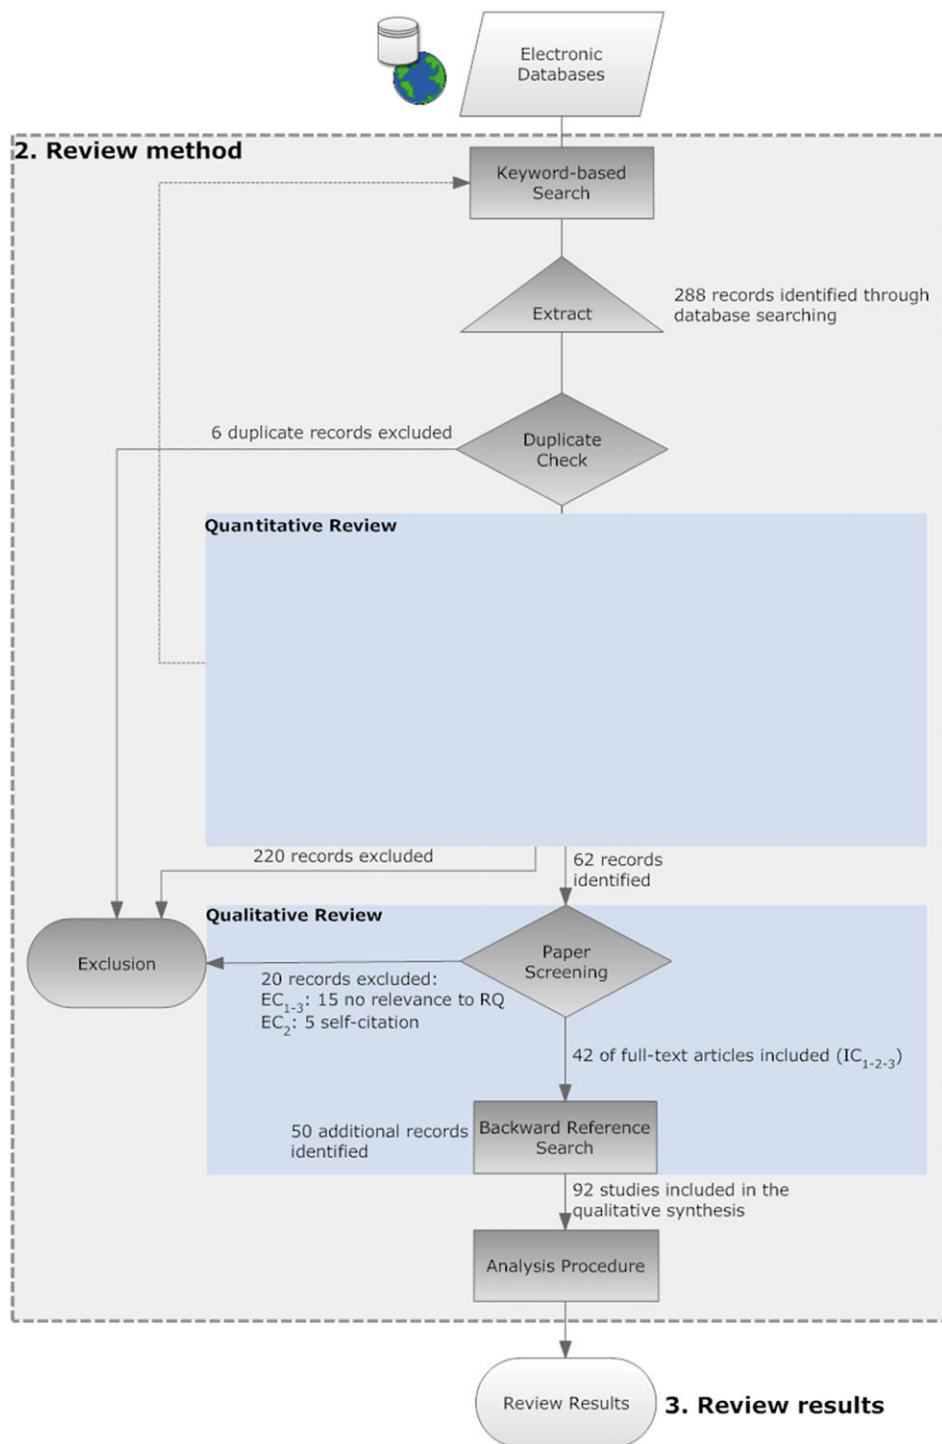 Electronic
Databases
2. Review method
Keyword-based
Search
Extract
288 records identified through
database searching
6 duplicate records excluded
Duplicate
Check
Quantitative Review
220 records excluded
62 records
identified
Qualitative Review
Exclusion
Paper
Screening
20 records excluded:
EC1-3: 15 no relevance to RQ
EC2: 5 self-citation
42 of full-text articles included (IC1-2-3)
50 additional records
identified
Backward Reference
Search
92 studies included in the
qualitative synthesis
Analysis Procedure
Review Results
3. Review results